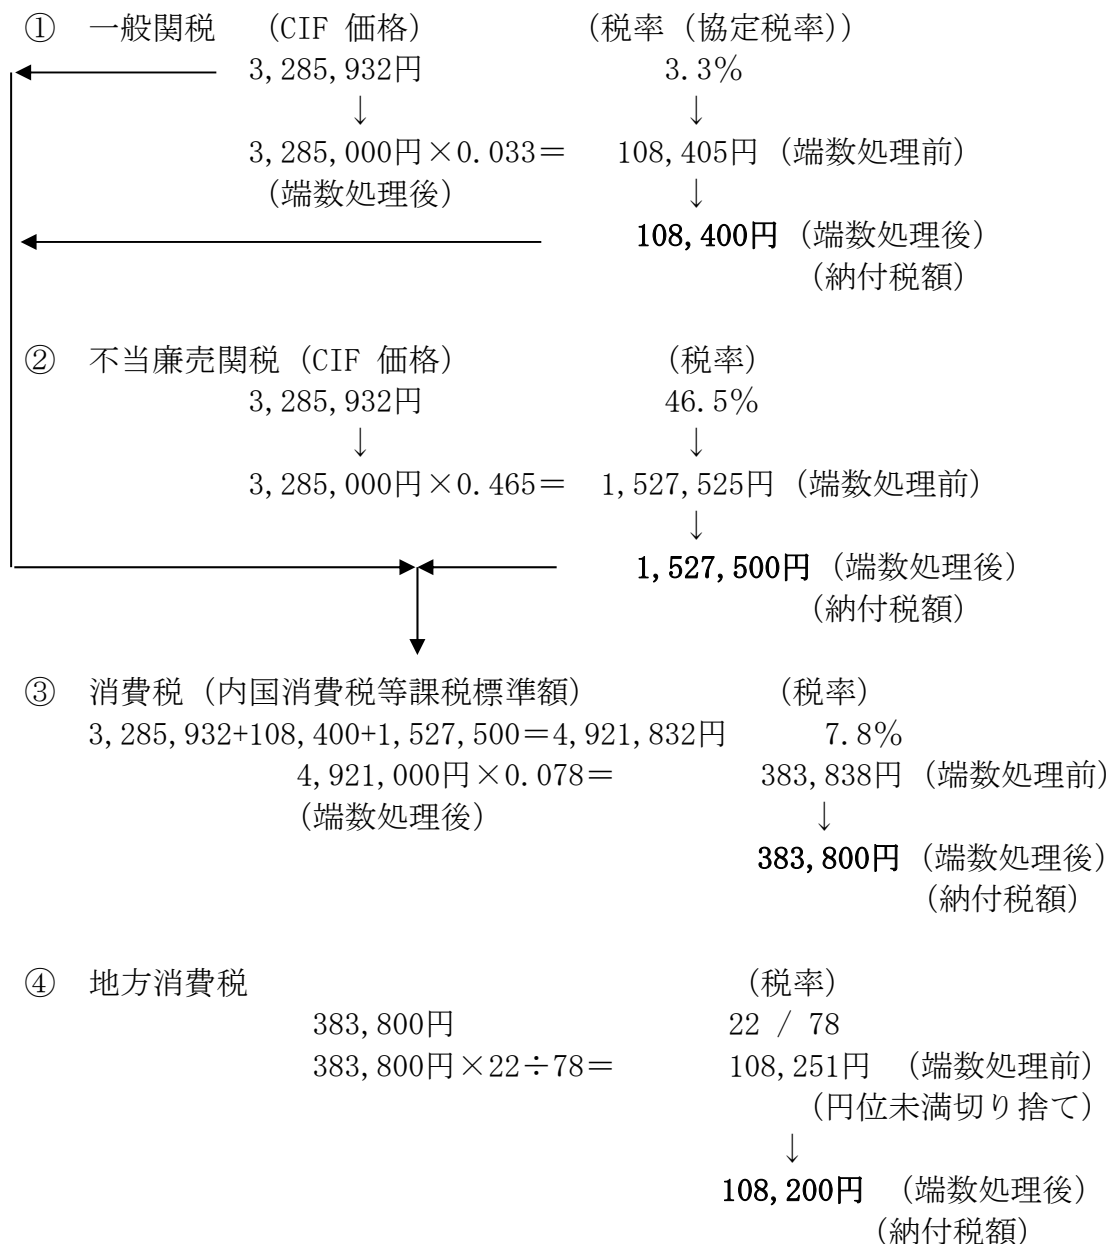 ① 一般関税 （CIF 価格） （税率（協定税率））
3,285,932円 3.3％
↓ ↓
3,285,000円×0.033＝ 108,405円（端数処理前）
（端数処理後） ↓
108,400円（端数処理後）
（納付税額）
② 不当廉売関税（CIF 価格） （税率）
3,285,932円 46.5％
↓ ↓
3,285,000円×0.465＝ 1,527,525円（端数処理前）
↓
1,527,500円（端数処理後）
（納付税額）
③ 消費税（内国消費税等課税標準額） （税率）
3,285,932+108,400+1,527,500＝4,921,832円 7.8％
4,921,000円×0.078＝ 383,838円（端数処理前）
（端数処理後） ↓
383,800円（端数処理後）
（納付税額）
④ 地方消費税 （税率）
383,800円 22 / 78
383,800円×22÷78＝ 108,251円 （端数処理前）
（円位未満切り捨て）
↓
108,200円 （端数処理後）
（納付税額）